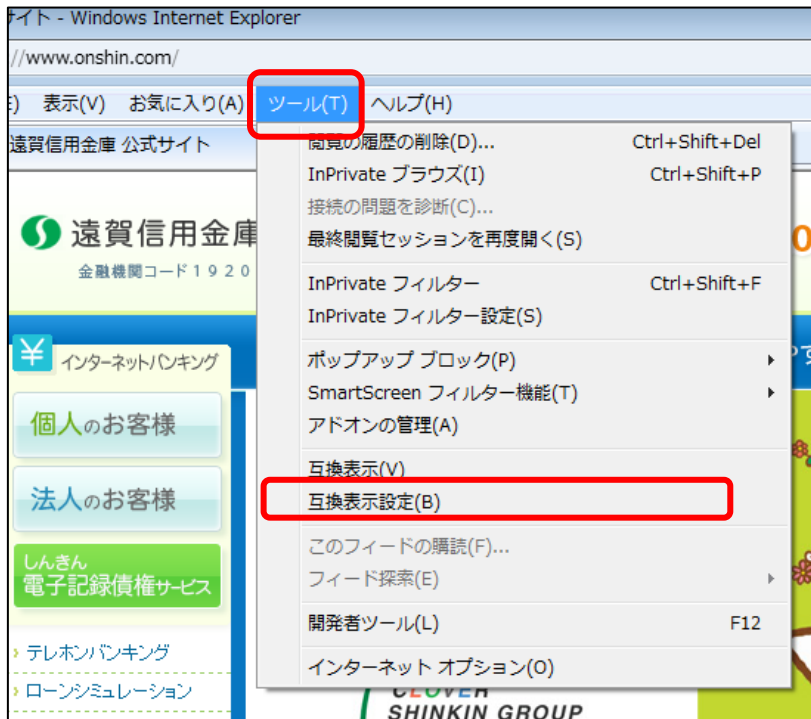 サイト - Windows Internet Explorer
//www.onshin.com/
表示(V) お気に入り(A) ツール(T) ヘルプ(H)
遠賀信用金庫 公式サイト
閲覧の履歴の削除(D)... Ctrl+Shift+Del
InPrivate ブラウズ(I) Ctrl+Shift+P
接続の問題を診断(C)...
最終閲覧セッションを再度開く(S)
InPrivate フィルター Ctrl+Shift+F
InPrivate フィルター設定(S)
ポップアップ ブロック(P)
SmartScreen フィルター機能(T)
アドオンの管理(A)
互換表示(V)
互換表示設定(B)
このフィードの購読(F)...
フィード探索(E)
開発者ツール(L) F12
インターネット オプション(O)
遠賀信用金庫
金融機関コード1920
¥ インターネットバンキング
個人のお客様
法人のお客様
しんきん
電子記録債権サービス
テレホンバンキング
ローンシミュレーション
CLOVER
SHINKIN GROUP